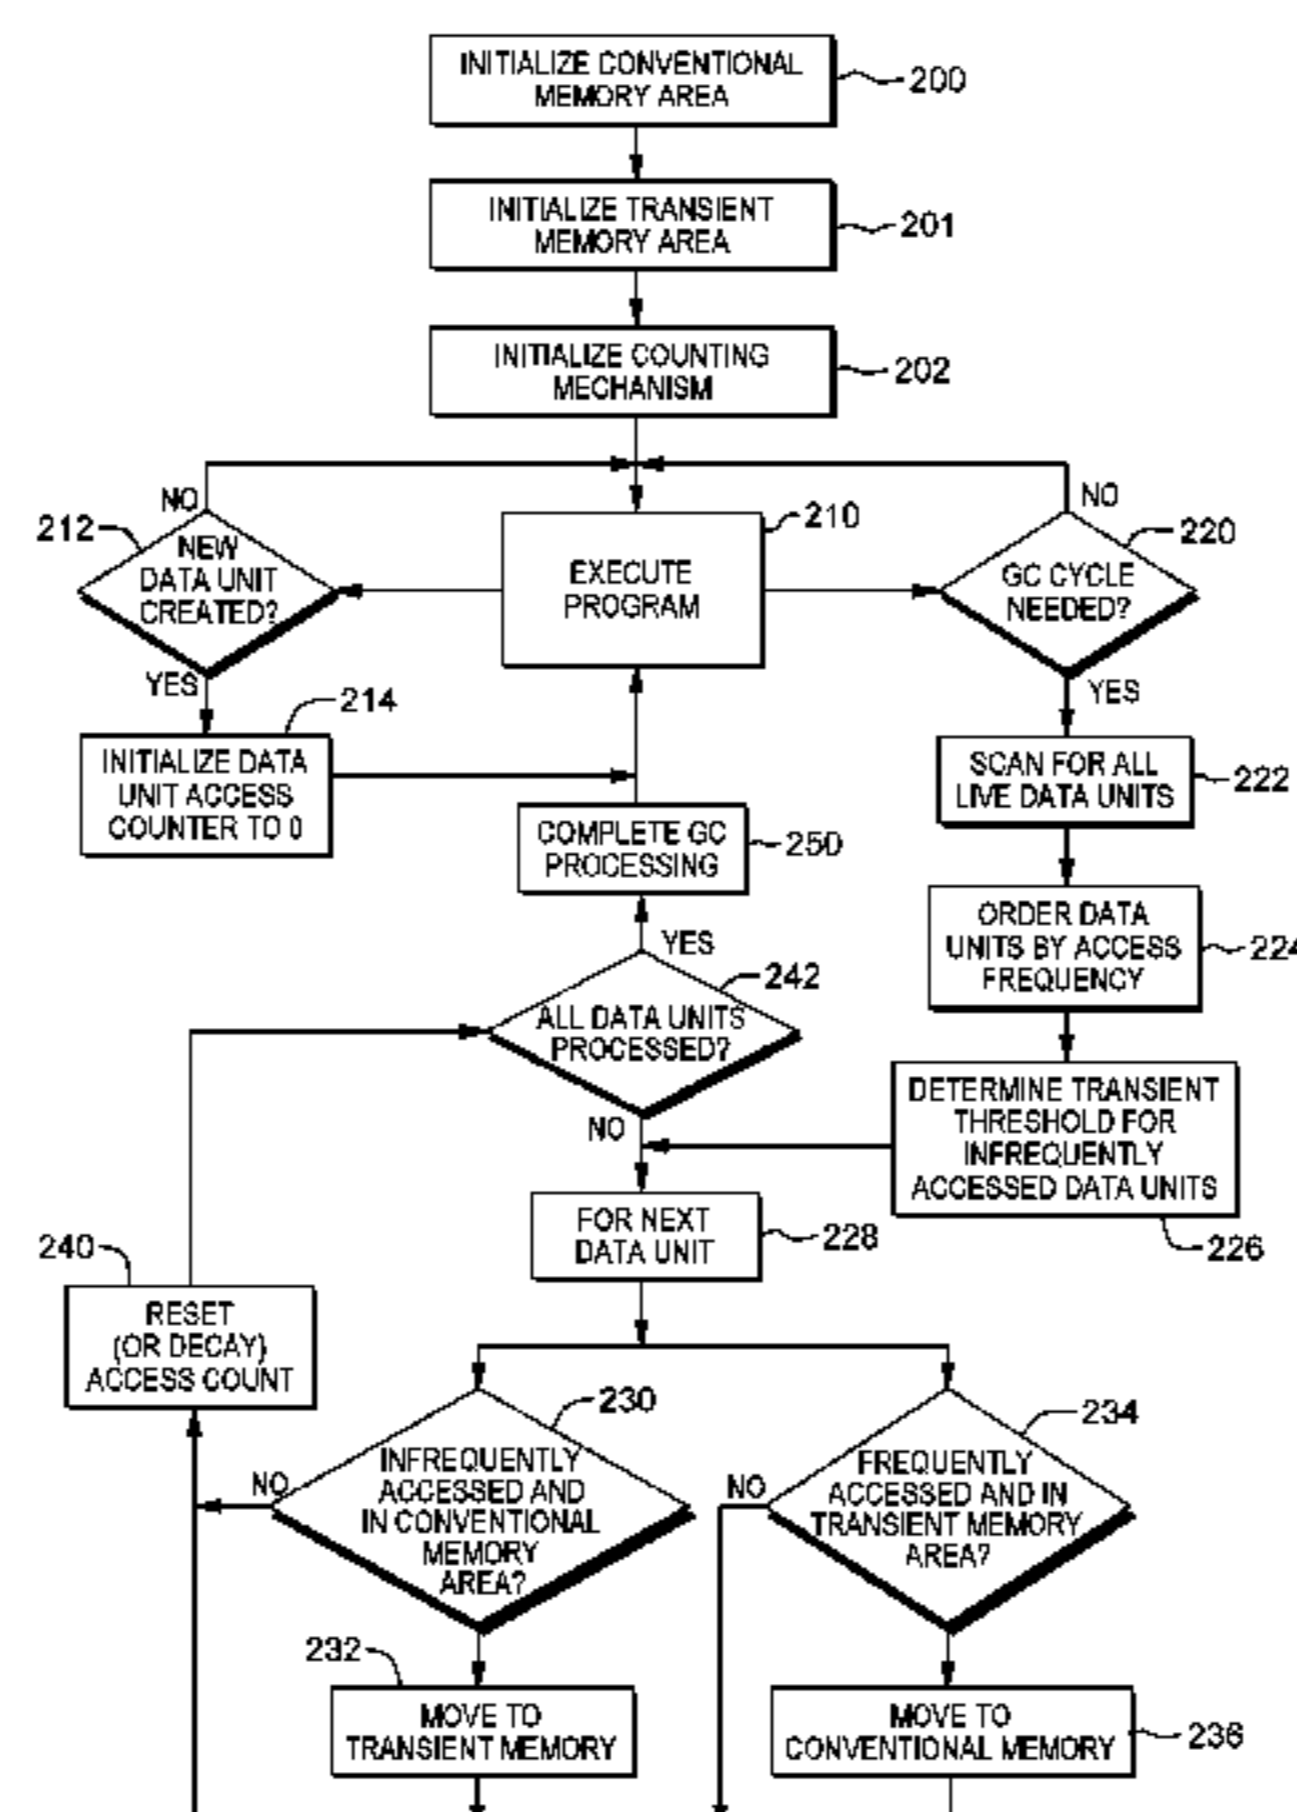 INITIALIZE CONVENTIONAL
MEMORY AREA
200
INITIALIZE TRANSIENT
MEMORY AREA
201
INITIALIZE COUNTING
MECHANISM
202
NO
212
NEW
DATA UNIT
CREATED?
YES
EXECUTE
PROGRAM
210
NO
220
GC CYCLE
NEEDED?
YES
214
INITIALIZE DATA
UNIT ACCESS
COUNTER TO 0
SCAN FOR ALL
LIVE DATA UNITS
222
COMPLETE GC
PROCESSING
250
ORDER DATA
UNITS BY ACCESS
FREQUENCY
224
YES
242
ALL DATA UNITS
PROCESSED?
NO
DETERMINE TRANSIENT
THRESHOLD FOR
INFREQUENTLY
ACCESSED DATA UNITS
226
FOR NEXT
DATA UNIT
228
240
RESET
(OR DECAY)
ACCESS COUNT
230
INFREQUENTLY
ACCESSED AND
IN CONVENTIONAL
MEMORY
AREA?
NO
234
FREQUENTLY
ACCESSED AND IN
TRANSIENT MEMORY
AREA?
NO
232
MOVE TO
TRANSIENT MEMORY
MOVE TO
CONVENTIONAL MEMORY
236